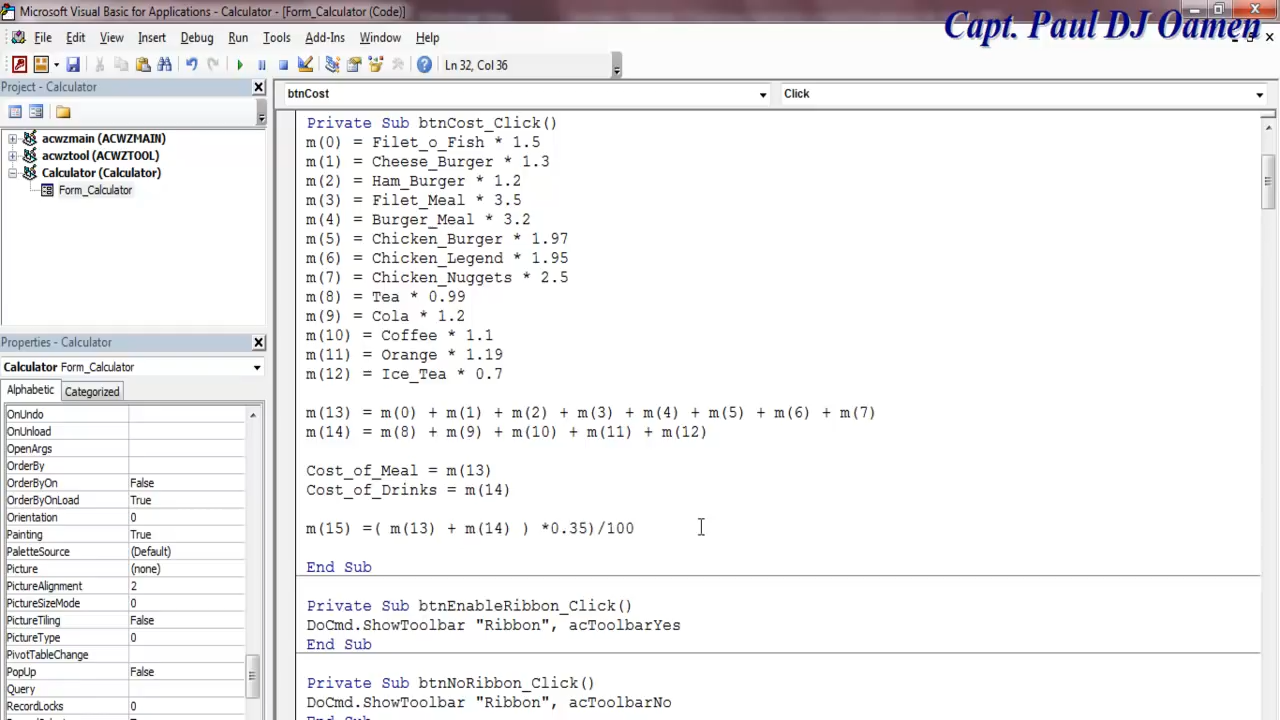 Microsoft Visual Basic for Applications - Calculator - [Form_Calculator (Code)]
Capt. Paul DJ Oamen
File Edit View Insert Debug Run Tools Add-Ins Window Help
Ln 32, Col 36
Project - Calculator
btnCost Click
acwzmain (ACWZMAIN)
acwztool (ACWZTOOL)
Calculator (Calculator)
Form_Calculator
Properties - Calculator
Calculator Form_Calculator
Alphabetic Categorized
OnUndo
OnUnload
OpenArgs
OrderBy
OrderByOn False
OrderByOnLoad True
Orientation 0
Painting True
PaletteSource (Default)
Picture (none)
PictureAlignment 2
PictureSizeMode 0
PictureTiling False
PictureType 0
PivotTableChange
PopUp False
Query
RecordLocks 0
Private Sub btnCost_Click()
m(0) = Filet_o_Fish * 1.5
m(1) = Cheese_Burger * 1.3
m(2) = Ham_Burger * 1.2
m(3) = Filet_Meal * 3.5
m(4) = Burger_Meal * 3.2
m(5) = Chicken_Burger * 1.97
m(6) = Chicken_Legend * 1.95
m(7) = Chicken_Nuggets * 2.5
m(8) = Tea * 0.99
m(9) = Cola * 1.2
m(10) = Coffee * 1.1
m(11) = Orange * 1.19
m(12) = Ice_Tea * 0.7
m(13) = m(0) + m(1) + m(2) + m(3) + m(4) + m(5) + m(6) + m(7)
m(14) = m(8) + m(9) + m(10) + m(11) + m(12)
Cost_of_Meal = m(13)
Cost_of_Drinks = m(14)
m(15) =( m(13) + m(14) ) *0.35)/100
End Sub
Private Sub btnEnableRibbon_Click()
DoCmd.ShowToolbar "Ribbon", acToolbarYes
End Sub
Private Sub btnNoRibbon_Click()
DoCmd.ShowToolbar "Ribbon", acToolbarNo
End Sub